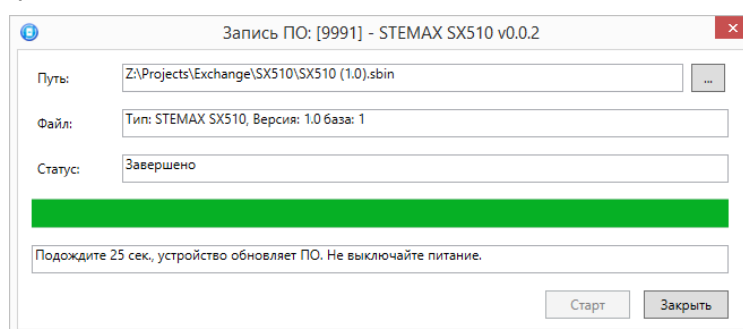 Запись ПО: [9991] - STEMAX SX510 v0.0.2
Путь: Z:\Projects\Exchange\SX510\SX510 (1.0).sbin ...
Файл: Тип: STEMAX SX510, Версия: 1.0 база: 1
Статус: Завершено
Подождите 25 сек., устройство обновляет ПО. Не выключайте питание.
Старт Закрыть